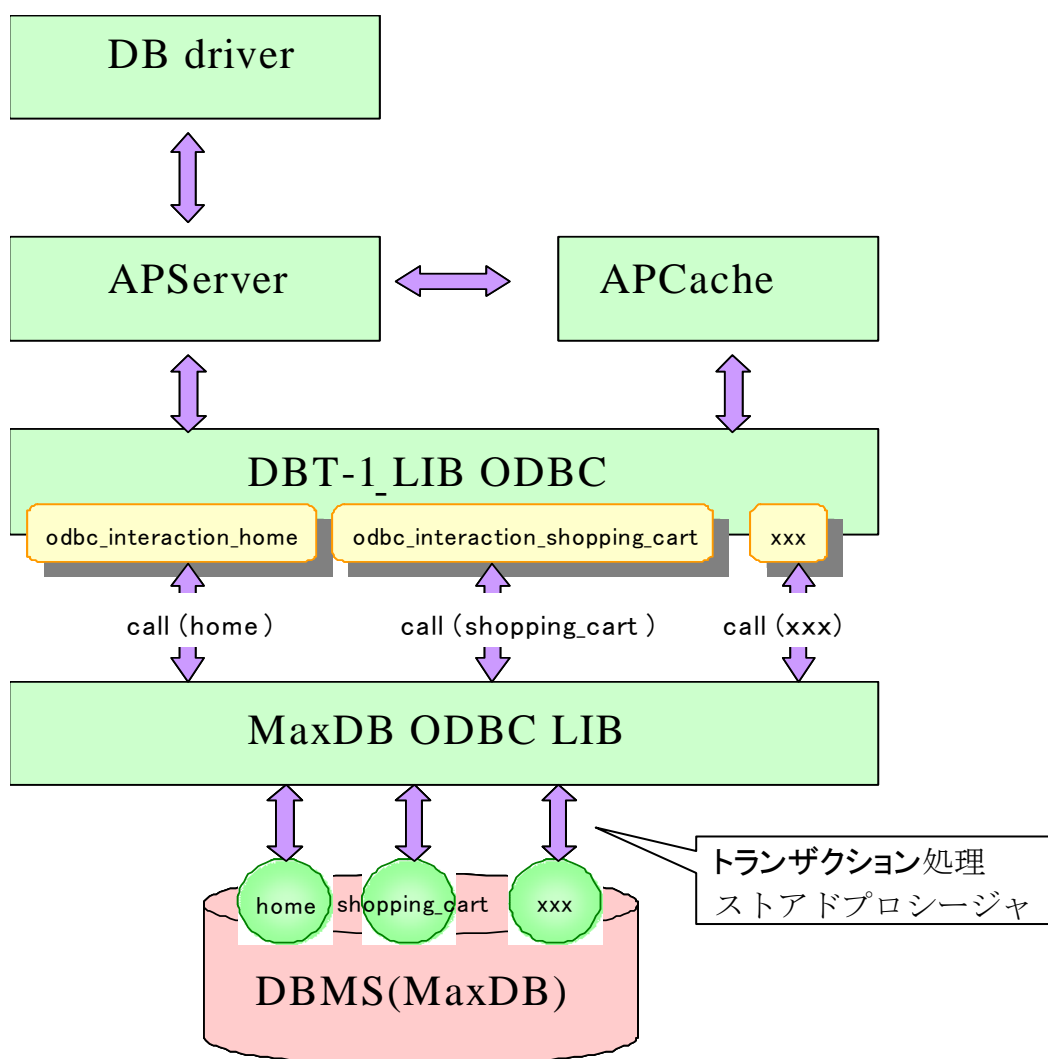 DB driver
APServer
APCache
DBT-1_LIB ODBC
odbc_interaction_home
odbc_interaction_shopping_cart
xxx
call (home )
call (shopping_cart )
call (xxx)
MaxDB ODBC LIB
トランザクション処理
ストアドプロシージャ
home
shopping_cart
xxx
DBMS(MaxDB)